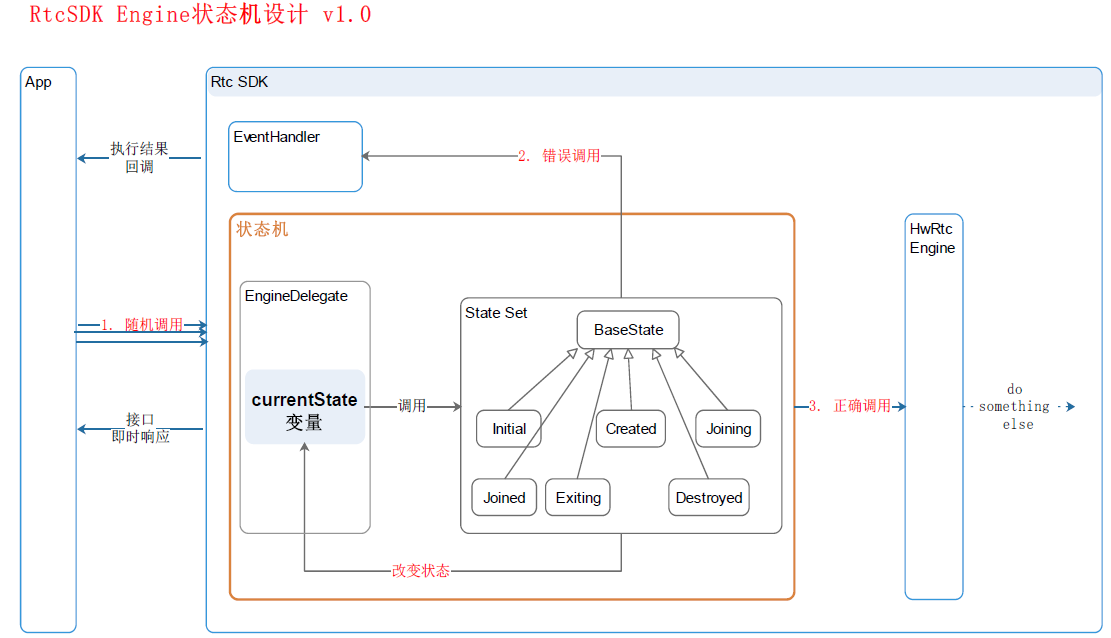 RtcSDK Engine状态机设计 v1.0
App
Rtc SDK
EventHandler
执行结果
回调
2. 错误调用
状态机
HwRtc
Engine
EngineDelegate
State Set
BaseState
1. 随机调用
currentState
变量
调用
3. 正确调用
do
something
else
接口
即时响应
Initial
Created
Joining
Joined
Exiting
Destroyed
改变状态